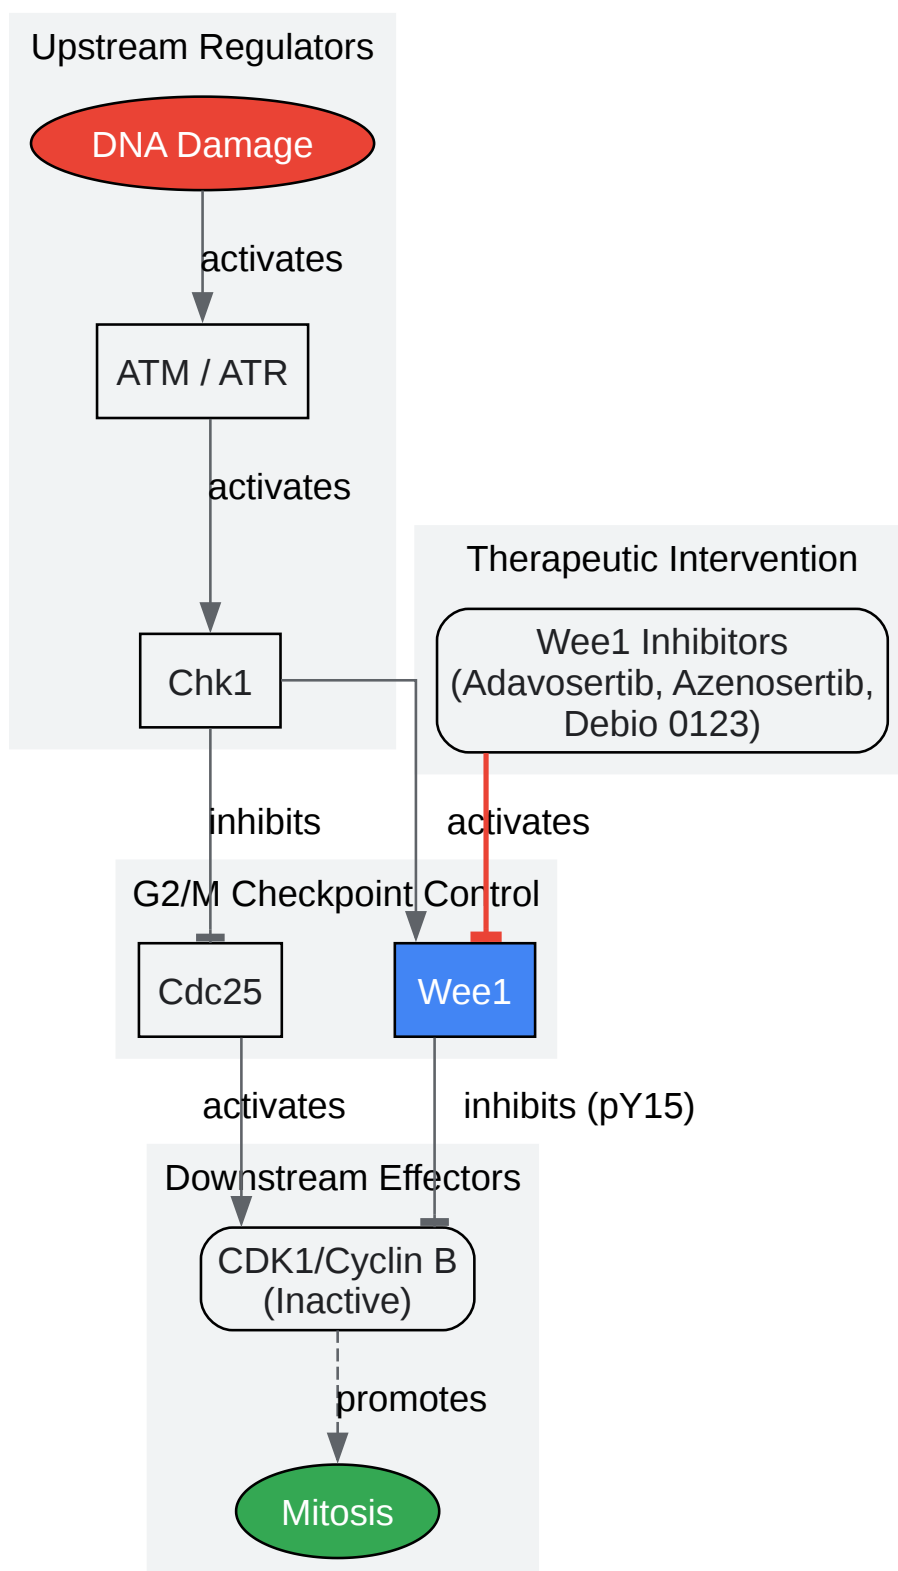 Upstream Regulators
DNA Damage
activates
ATM / ATR
activates
Therapeutic Intervention
Wee1 Inhibitors
(Adavosertib, Azenosertib,
Debio 0123)
Chk1
inhibits
activates
G2/M Checkpoint Control
Cdc25
Wee1
activates
inhibits (pY15)
Downstream Effectors
CDK1/Cyclin B
(Inactive)
promotes
Mitosis